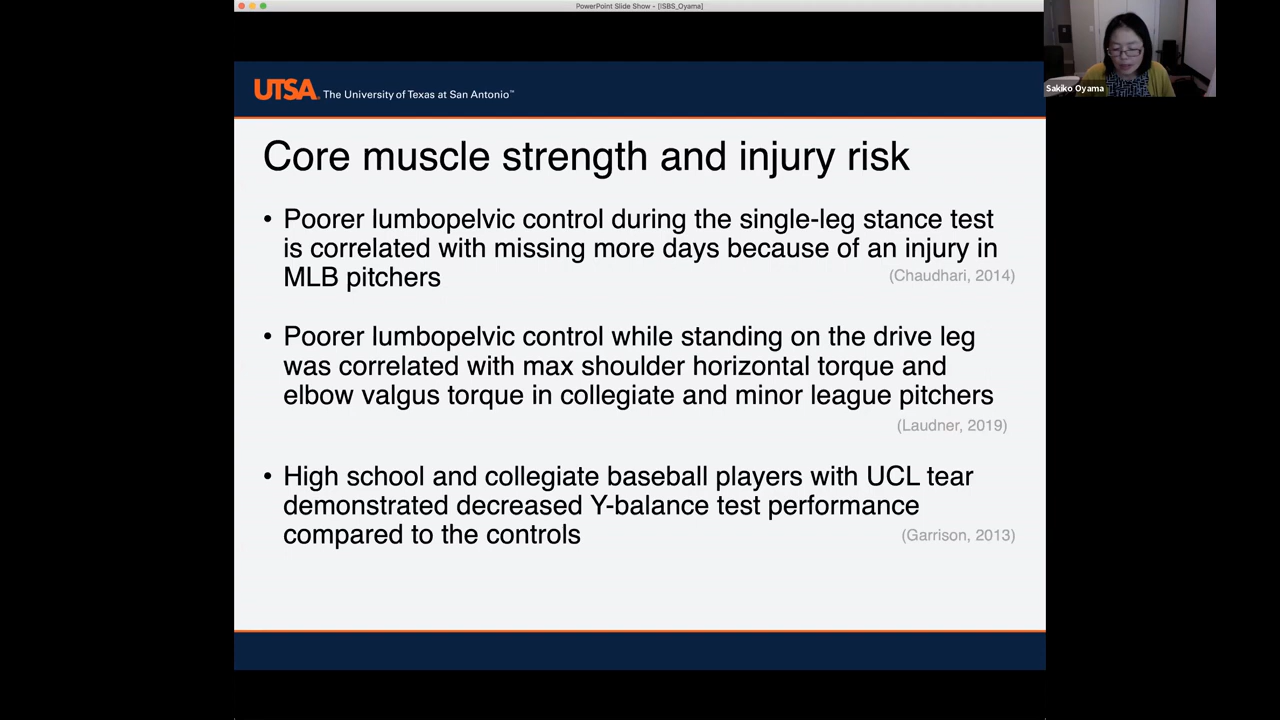 PowerPoint Slide Show - [ISBS_Oyama]
UTSA. The University of Texas at San Antonio™
Sakiko Oyama
Core muscle strength and injury risk
• Poorer lumbopelvic control during the single-leg stance test
is correlated with missing more days because of an injury in
MLB pitchers (Chaudhari, 2014)
• Poorer lumbopelvic control while standing on the drive leg
was correlated with max shoulder horizontal torque and
elbow valgus torque in collegiate and minor league pitchers
(Laudner, 2019)
• High school and collegiate baseball players with UCL tear
demonstrated decreased Y-balance test performance
compared to the controls (Garrison, 2013)